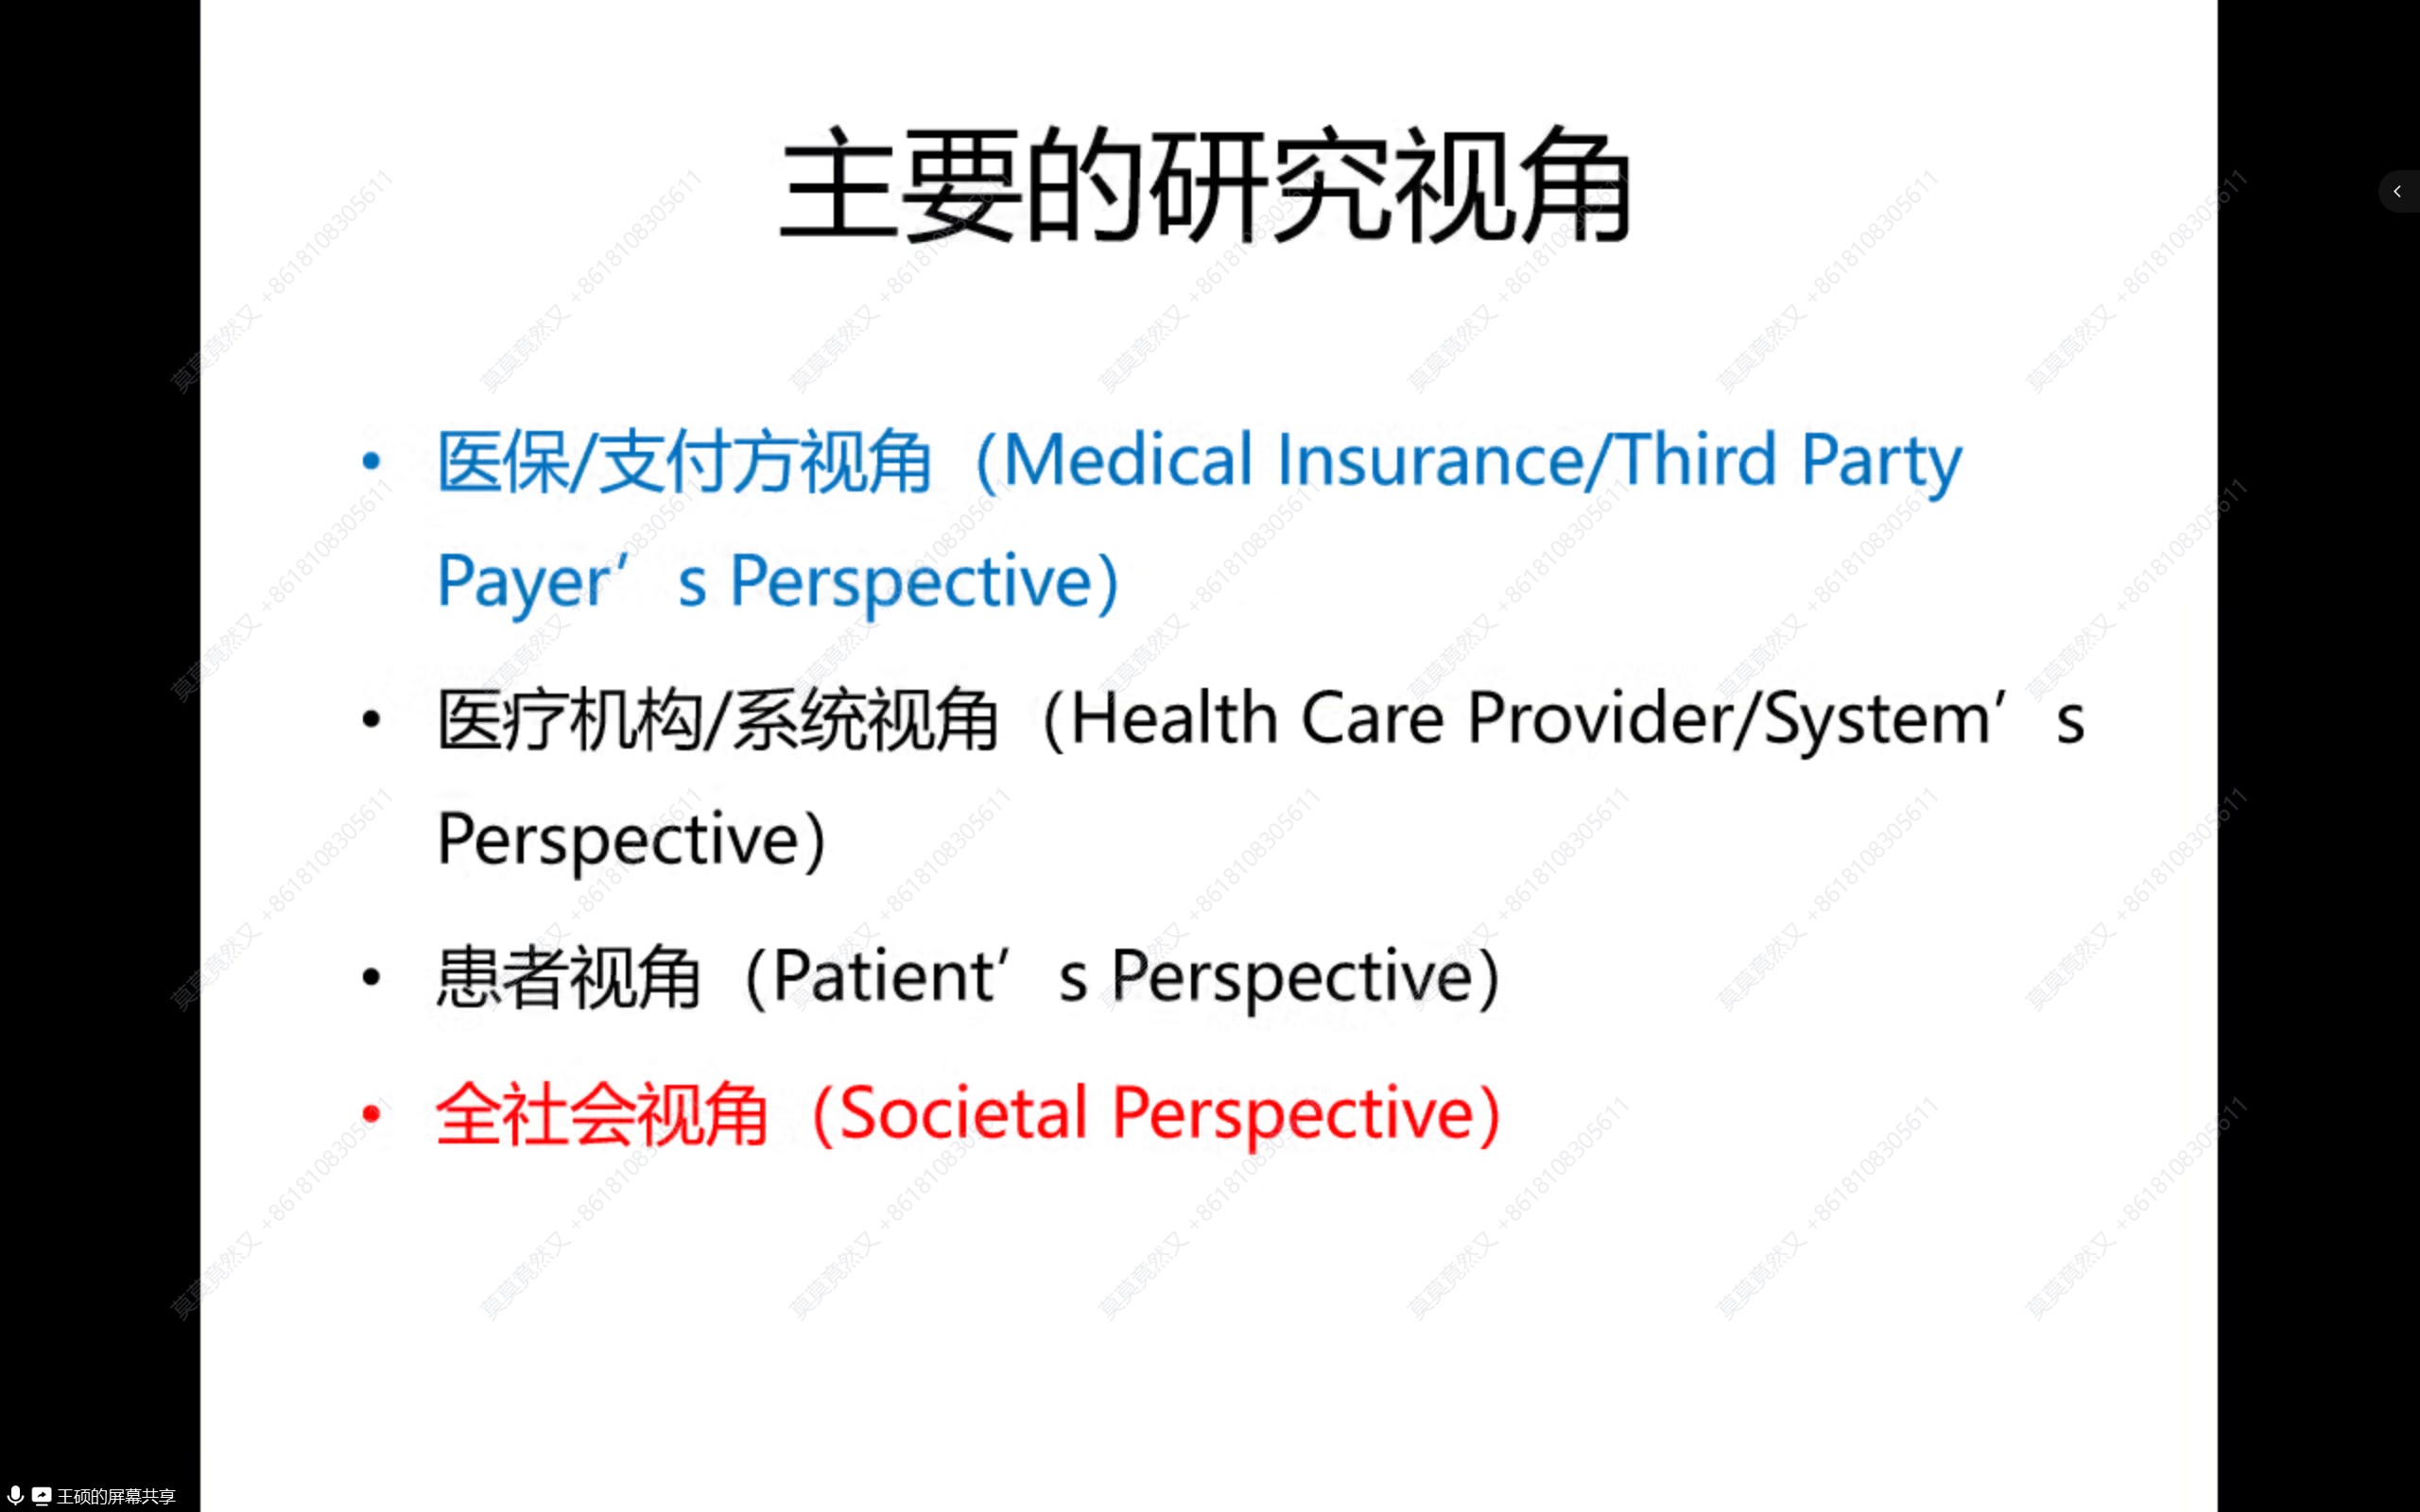 主要的研究视角
• 医保/支付方视角（Medical Insurance/Third Party
Payer’s Perspective）
• 医疗机构/系统视角（Health Care Provider/System’s
Perspective）
• 患者视角（Patient’s Perspective）
• 全社会视角（Societal Perspective）
王硕的屏幕共享
莫莫竟然又 +8618108305611